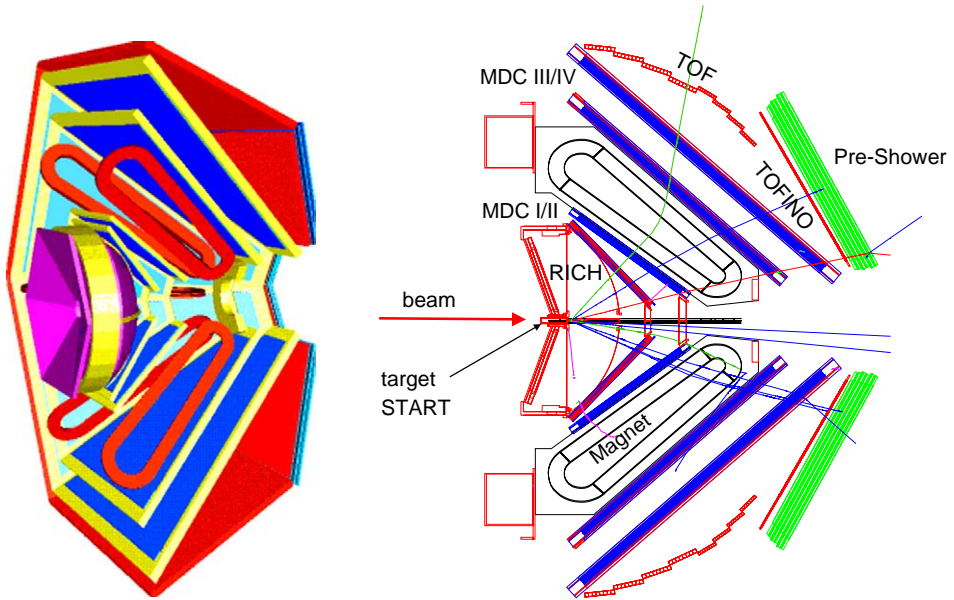 TOF
MDC III/IV
Pre-Shower
TOFINO
MDC I/II
RICH
beam
target
START
Magnet